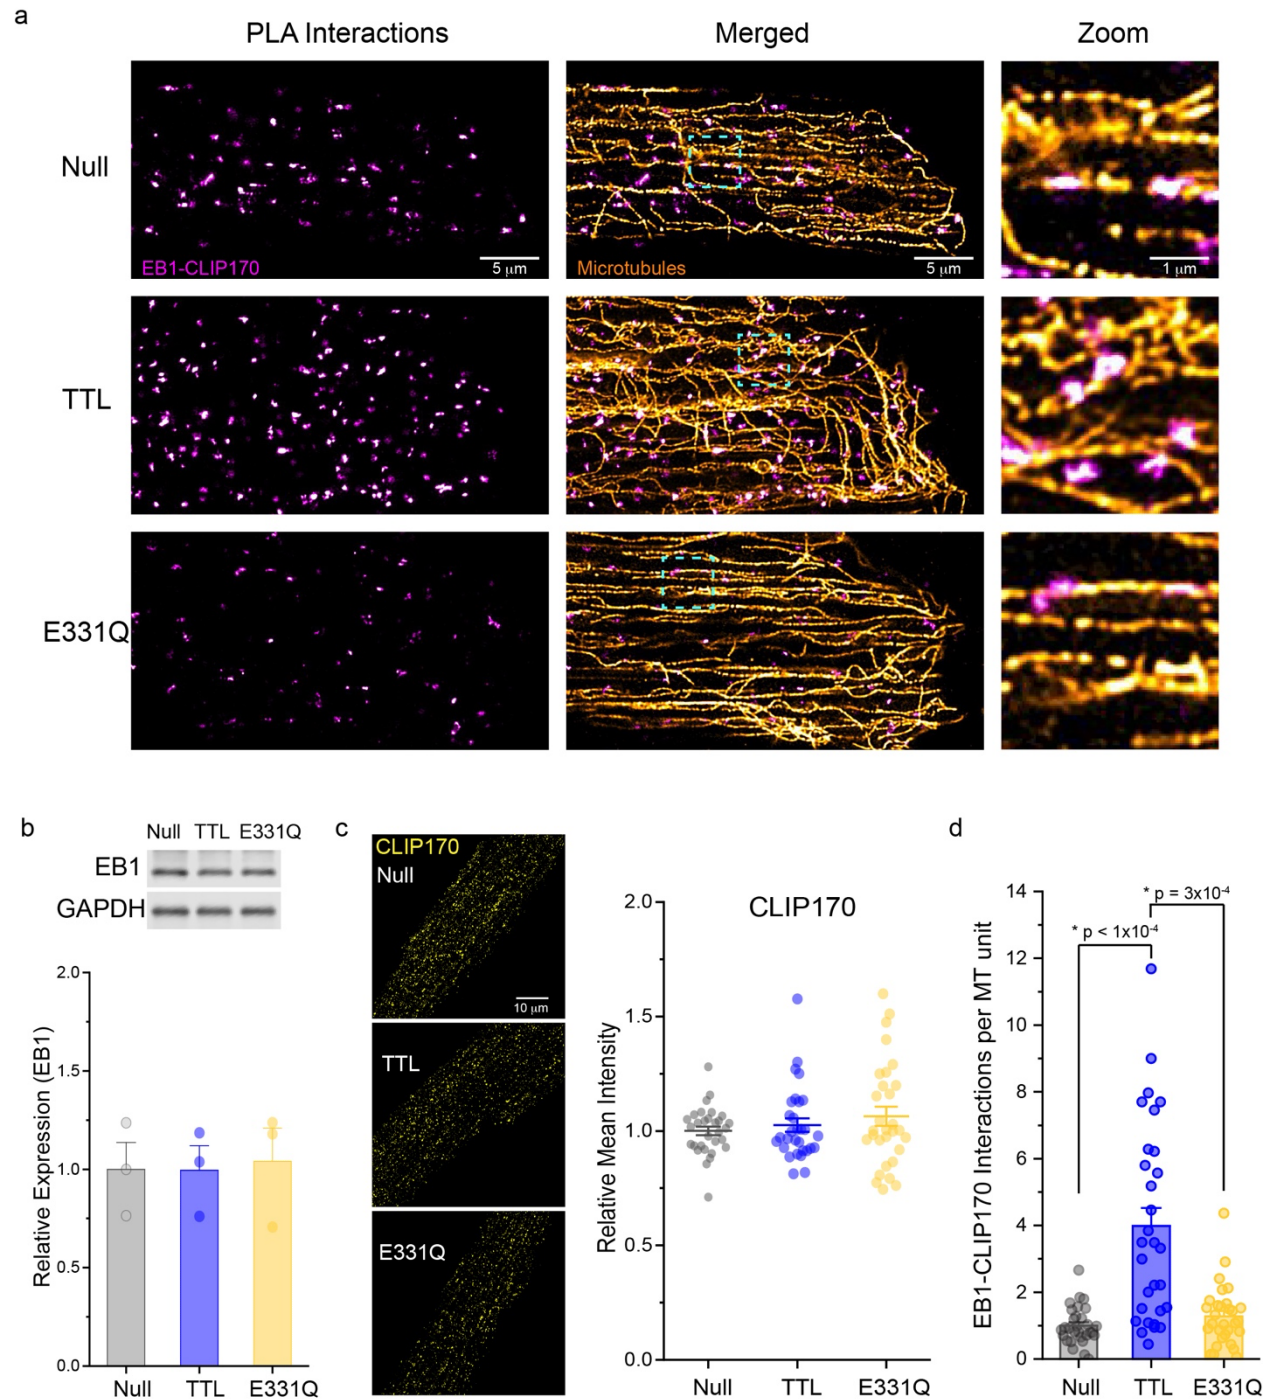 a
PLA Interactions
Merged
Zoom
Null
EB1-CLIP170
5 μm
Microtubules
5 μm
1 μm
TTL
E331Q
b
Null TTL E331Q
EB1
GAPDH
2.0
1.5
1.0
0.5
0.0
Relative Expression (EB1)
Null TTL E331Q
c
CLIP170
Null
10 μm
TTL
E331Q
CLIP170
2.0
1.5
1.0
0.5
0.0
Relative Mean Intensity
Null TTL E331Q
d
14
12
10
8
6
4
2
0
EB1-CLIP170 Interactions per MT unit
* p < 1x10⁻⁴
* p = 3x10⁻⁴
Null TTL E331Q